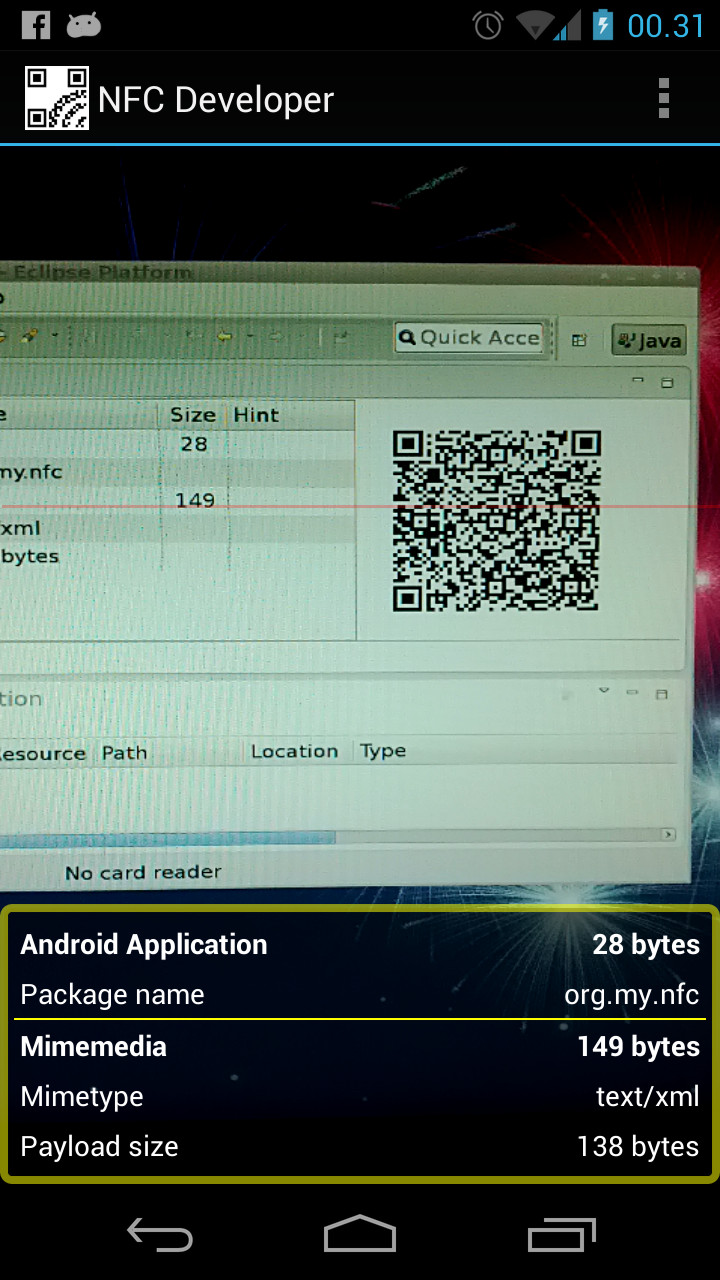 00.31
NFC Developer
- Eclipse Platform
Quick Acce
Java
Size Hint
28
my.nfc
149
xml
bytes
tion
esource Path Location Type
No card reader
Android Application 28 bytes
Package name org.my.nfc
Mimemedia 149 bytes
Mimetype text/xml
Payload size 138 bytes